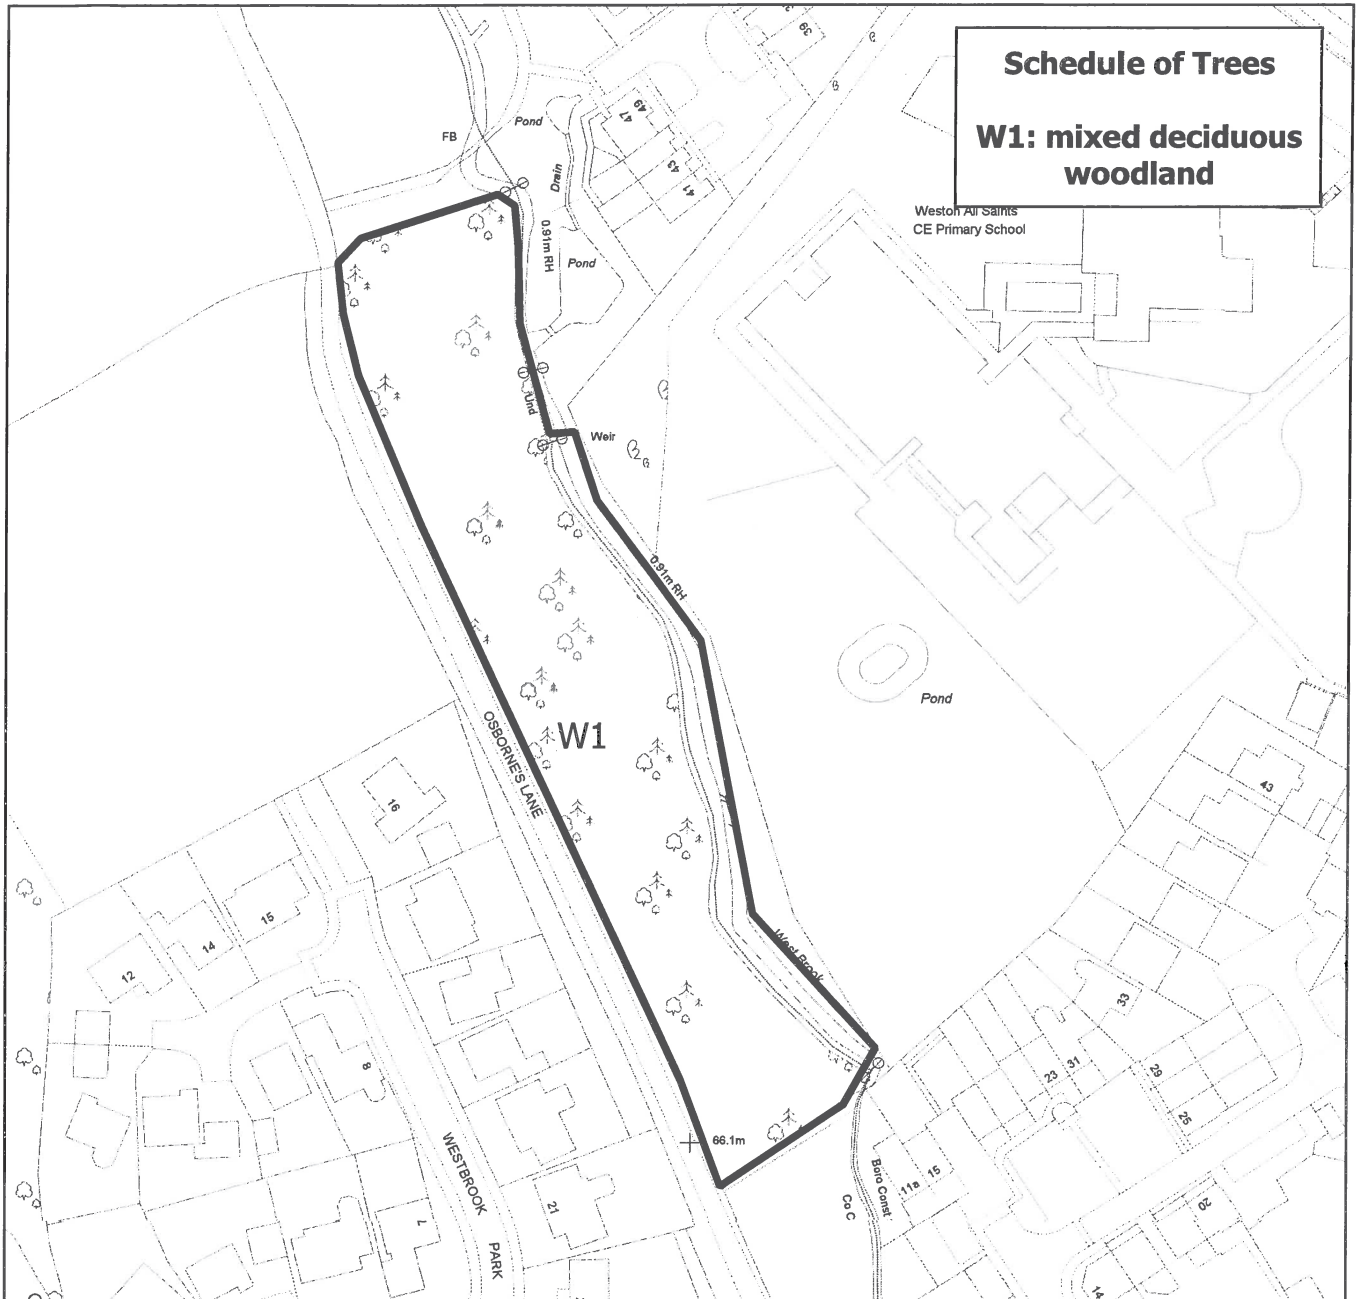 Schedule of Trees
W1: mixed deciduous
woodland
39
FB
Pond
49
47
43
41
Drain
Weston All Saints
CE Primary School
0.91m RH
Pond
Und
Weir
0.91m RH
Pond
OSBORNE'S LANE
W1
16
43
15
14
12
West Brook
33
8
23
31
29
25
66.1m
WESTBROOK
PARK
21
7
Boro Const
Co C
11a
15
20
14